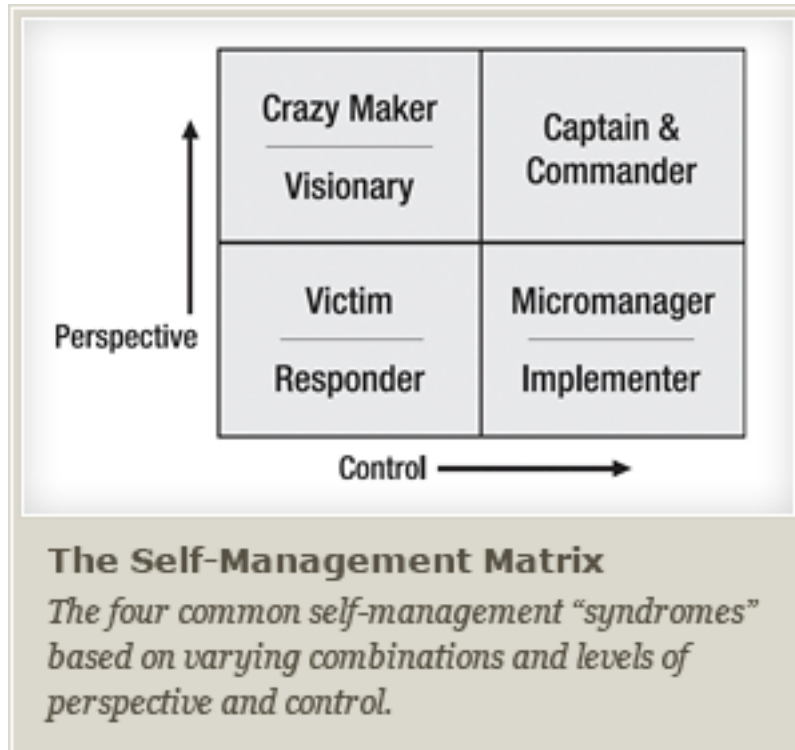 Crazy Maker
Visionary
Captain &
Commander
Perspective
Victim
Responder
Micromanager
Implementer
Control
The Self-Management Matrix
The four common self-management “syndromes”
based on varying combinations and levels of
perspective and control.